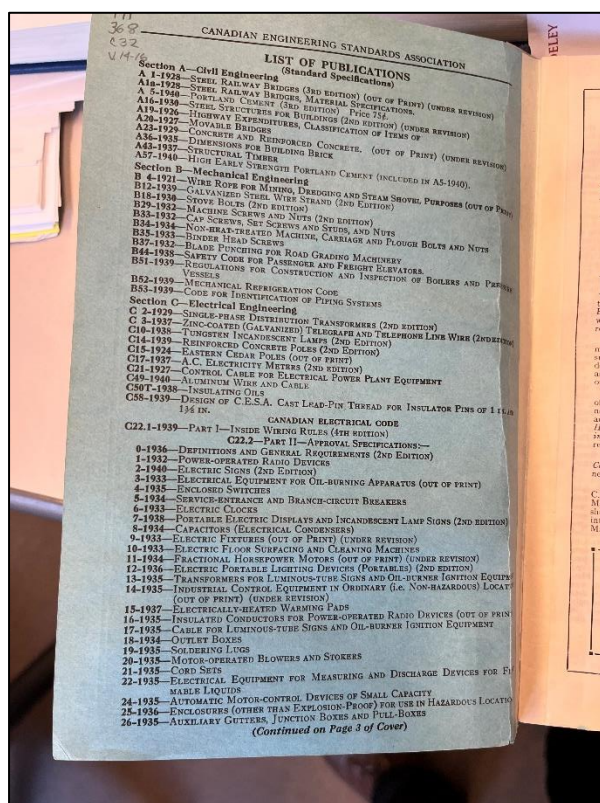 368
C32
V14-16
CANADIAN ENGINEERING STANDARDS ASSOCIATION
LIST OF PUBLICATIONS
(Standard Specifications)
Section A—Civil Engineering
A 1-1928—STEEL RAILWAY BRIDGES (3RD EDITION) (OUT OF PRINT) (UNDER REVISION)
A1a-1928—STEEL RAILWAY BRIDGES, MATERIAL SPECIFICATIONS.
A 5-1940—PORTLAND CEMENT (3RD EDITION) Price 75¢.
A16-1930—STEEL STRUCTURES FOR BUILDINGS (2ND EDITION) (UNDER REVISION)
A19-1926—HIGHWAY EXPENDITURES, CLASSIFICATION OF ITEMS OF
A20-1927—MOVABLE BRIDGES
A23-1929—CONCRETE AND REINFORCED CONCRETE. (OUT OF PRINT) (UNDER REVISION)
A36-1935—DIMENSIONS FOR BUILDING BRICK
A43-1937—STRUCTURAL TIMBER
A57-1940—HIGH EARLY STRENGTH PORTLAND CEMENT (INCLUDED IN A5-1940).
Section B—Mechanical Engineering
B 4-1921—WIRE ROPE FOR MINING, DREDGING AND STEAM SHOVEL PURPOSES (OUT OF PRINT
B12-1939—GALVANIZED STEEL WIRE STRAND (2ND EDITION)
B18-1930—STOVE BOLTS (2ND EDITION)
B29-1932—MACHINE SCREWS AND NUTS (2ND EDITION)
B33-1932—CAP SCREWS, SET SCREWS AND STUDS, AND NUTS
B34-1934—NON-HEAT-TREATED MACHINE, CARRIAGE AND PLOUGH BOLTS AND NUTS
B35-1933—BINDER HEAD SCREWS
B37-1932—BLADE PUNCHING FOR ROAD GRADING MACHINERY
B44-1938—SAFETY CODE FOR PASSENGER AND FREIGHT ELEVATORS.
B51-1939—REGULATIONS FOR CONSTRUCTION AND INSPECTION OF BOILERS AND PRESSURE
VESSELS
B52-1939—MECHANICAL REFRIGERATION CODE
B53-1939—CODE FOR IDENTIFICATION OF PIPING SYSTEMS
Section C—Electrical Engineering
C 2-1929—SINGLE-PHASE DISTRIBUTION TRANSFORMERS (2ND EDITION)
C 3-1937—ZINC-COATED (GALVANIZED) TELEGRAPH AND TELEPHONE LINE WIRE (2ND EDITION)
C10-1938—TUNGSTEN INCANDESCENT LAMPS (2ND EDITION)
C14-1939—REINFORCED CONCRETE POLES (2ND EDITION)
C15-1924—EASTERN CEDAR POLES (OUT OF PRINT)
C17-1937—A.C. ELECTRICITY METRES (2ND EDITION)
C21-1927—CONTROL CABLE FOR ELECTRICAL POWER PLANT EQUIPMENT
C49-1940—ALUMINUM WIRE AND CABLE
C50T-1938—INSULATING OILS
C58-1939—DESIGN OF C.E.S.A. CAST LEAD-PIN THREAD FOR INSULATOR PINS OF 1
1⅜ IN.
CANADIAN ELECTRICAL CODE
C22.1-1939—PART I—INSIDE WIRING RULES (4TH EDITION)
C22.2—PART II—APPROVAL SPECIFICATIONS:—
0-1936—DEFINITIONS AND GENERAL REQUIREMENTS (2ND EDITION)
1-1932—POWER-OPERATED RADIO DEVICES
2-1940—ELECTRIC SIGNS (2ND EDITION)
3-1933—ELECTRICAL EQUIPMENT FOR OIL-BURNING APPARATUS (OUT OF PRINT)
4-1935—ENCLOSED SWITCHES
5-1934—SERVICE-ENTRANCE AND BRANCH-CIRCUIT BREAKERS
6-1933—ELECTRIC CLOCKS
7-1938—PORTABLE ELECTRIC DISPLAYS AND INCANDESCENT LAMP SIGNS (2ND EDITION)
8-1934—CAPACITORS (ELECTRICAL CONDENSERS)
9-1933—ELECTRIC FIXTURES (OUT OF PRINT) (UNDER REVISION)
10-1933—ELECTRIC FLOOR SURFACING AND CLEANING MACHINES
11-1934—FRACTIONAL HORSEPOWER MOTORS (OUT OF PRINT) (UNDER REVISION)
12-1936—ELECTRIC PORTABLE LIGHTING DEVICES (PORTABLES) (2ND EDITION)
13-1935—TRANSFORMERS FOR LUMINOUS-TUBE SIGNS AND OIL-BURNER IGNITION EQUIPM
14-1935—INDUSTRIAL CONTROL EQUIPMENT IN ORDINARY (I.E. NON-HAZARDOUS) LOCATI
(OUT OF PRINT) (UNDER REVISION)
15-1937—ELECTRICALLY-HEATED WARMING PADS
16-1935—INSULATED CONDUCTORS FOR POWER-OPERATED RADIO DEVICES (OUT OF PRIN
17-1935—CABLE FOR LUMINOUS-TUBE SIGNS AND OIL-BURNER IGNITION EQUIPMENT
18-1934—OUTLET BOXES
19-1935—SOLDERING LUGS
20-1935—MOTOR-OPERATED BLOWERS AND STOKERS
21-1935—CORD SETS
22-1935—ELECTRICAL EQUIPMENT FOR MEASURING AND DISCHARGE DEVICES FOR FL
MABLE LIQUIDS
24-1935—AUTOMATIC MOTOR-CONTROL DEVICES OF SMALL CAPACITY
25-1936—ENCLOSURES (OTHER THAN EXPLOSION-PROOF) FOR USE IN HAZARDOUS LOCATIO
26-1935—AUXILIARY GUTTERS, JUNCTION BOXES AND PULL-BOXES
(Continued on Page 3 of Cover)
DELEY